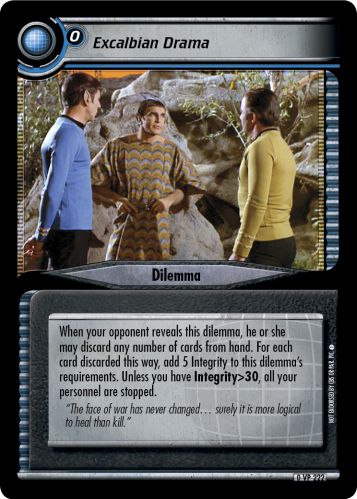 0
Excalbian Drama
Dilemma
When your opponent reveals this dilemma, he or she
may discard any number of cards from hand. For each
card discarded this way, add 5 Integrity to this dilemma's
requirements. Unless you have Integrity>30, all your
personnel are stopped.
"The face of war has never changed… surely it is more logical
to heal than kill."
NOT ENDORSED BY CBS OR PAR. PIC.
0 VP 222